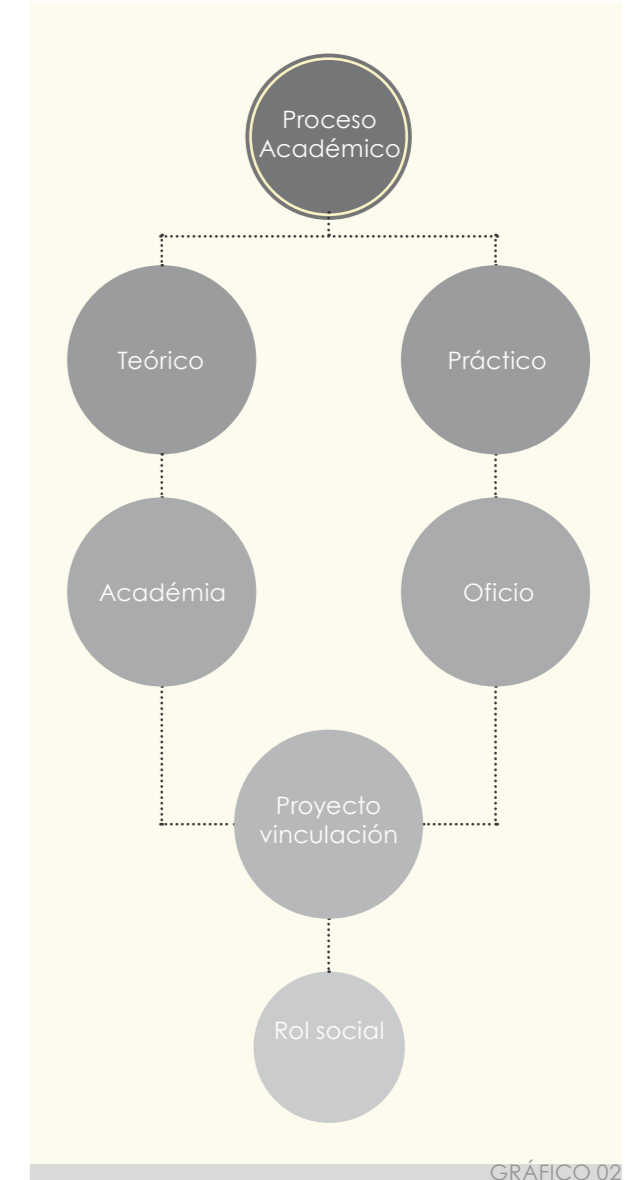 Proceso
Académico
Teórico
Práctico
Académia
Oficio
Proyecto
vinculación
Rol social
GRÁFICO 02